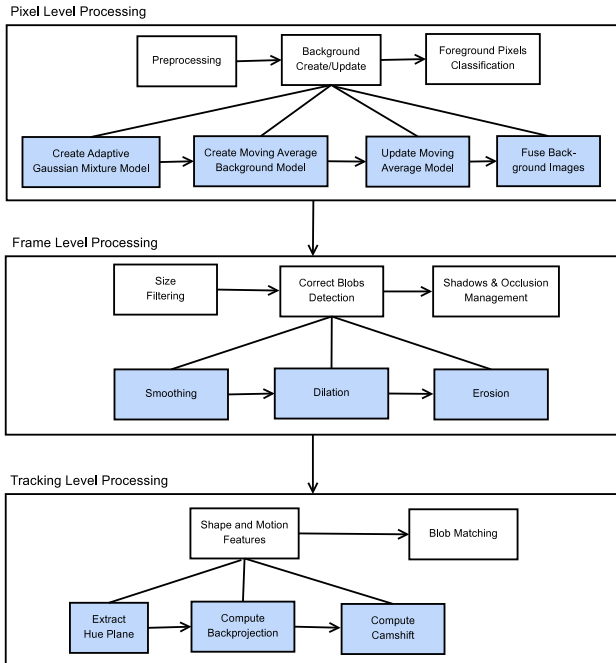 Pixel Level Processing
Preprocessing
Background
Create/Update
Foreground Pixels
Classification
Create Adaptive
Gaussian Mixture Model
Create Moving Average
Background Model
Update Moving
Average Model
Fuse Back-
ground Images
Frame Level Processing
Size
Filtering
Correct Blobs
Detection
Shadows & Occlusion
Management
Smoothing
Dilation
Erosion
Tracking Level Processing
Shape and Motion
Features
Blob Matching
Extract
Hue Plane
Compute
Backprojection
Compute
Camshift